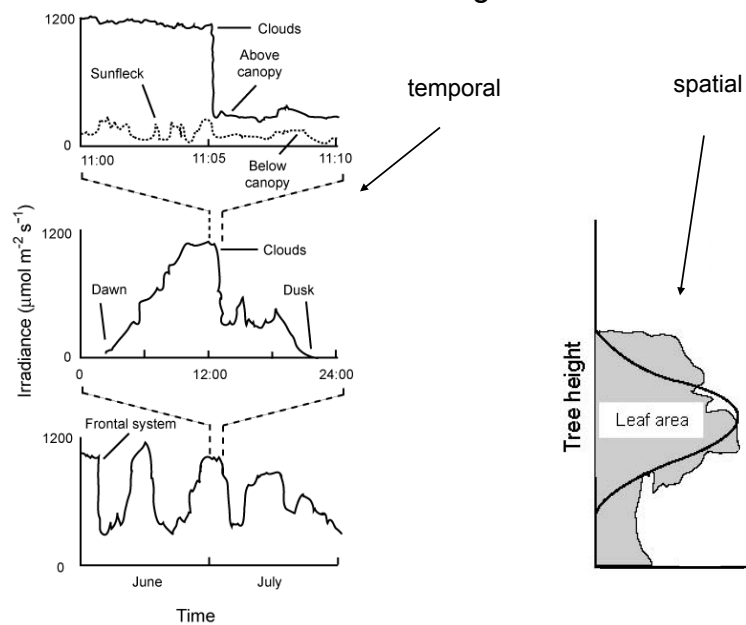 temporal
spatial
Irradiance (μmol m⁻² s⁻¹)
1200
0
Clouds
Above
canopy
Sunfleck
Below
canopy
11:00
11:05
11:10
1200
0
Clouds
Dawn
Dusk
0
12:00
24:00
Frontal system
1200
0
June
July
Time
Tree height
Leaf area